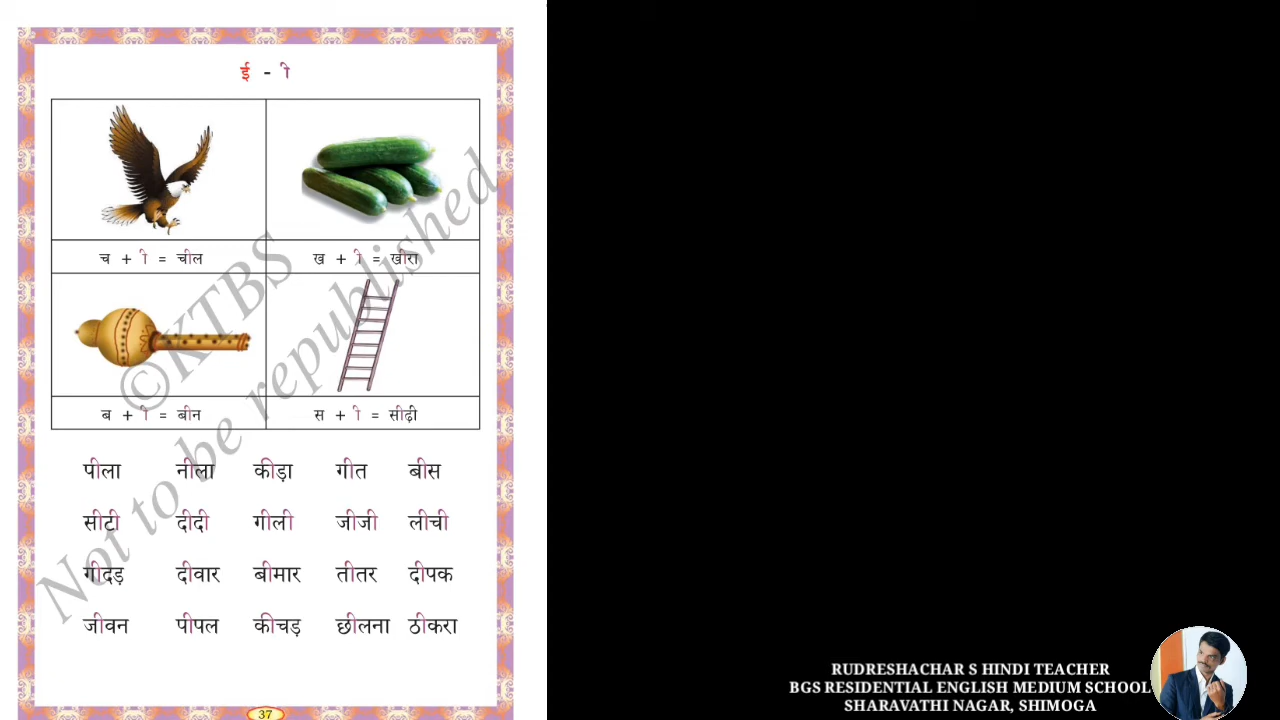 ई - ी
च + ी = चील
ख + ी = खीरा
ब + ी = बीन
स + ी = सीढ़ी
पीला नीला कीड़ा गीत बीस
सीटी दीदी गीली जीजी लीची
गीदड़ दीवार बीमार तीतर दीपक
जीवन पीपल कीचड़ छीलना ठीकरा
©KTBS
Not to be republished
37
RUDRESHACHAR S HINDI TEACHER
BGS RESIDENTIAL ENGLISH MEDIUM SCHOOL
SHARAVATHI NAGAR, SHIMOGA